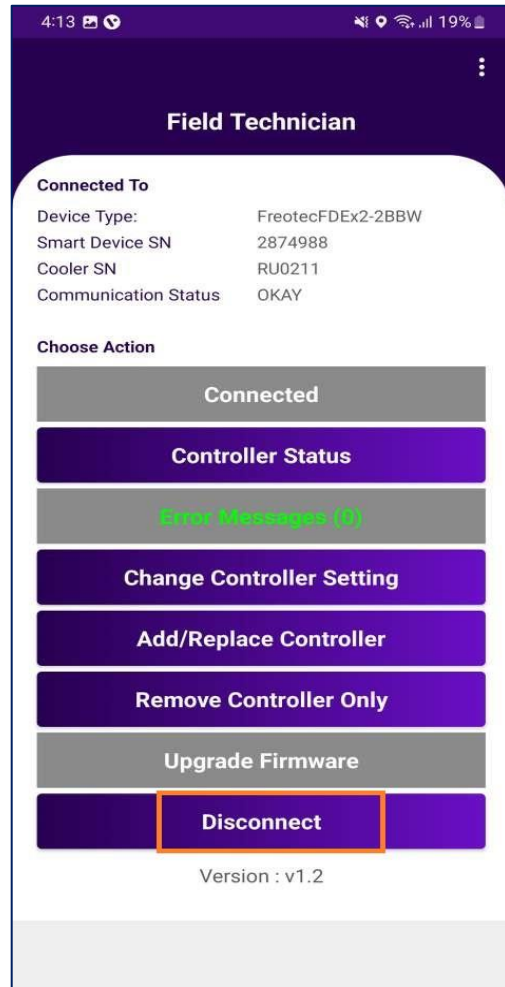 4:13 19%
Field Technician
Connected To
Device Type: FreotecFDEx2-2BBW
Smart Device SN 2874988
Cooler SN RU0211
Communication Status OKAY
Choose Action
Connected
Controller Status
Error Messages (0)
Change Controller Setting
Add/Replace Controller
Remove Controller Only
Upgrade Firmware
Disconnect
Version : v1.2